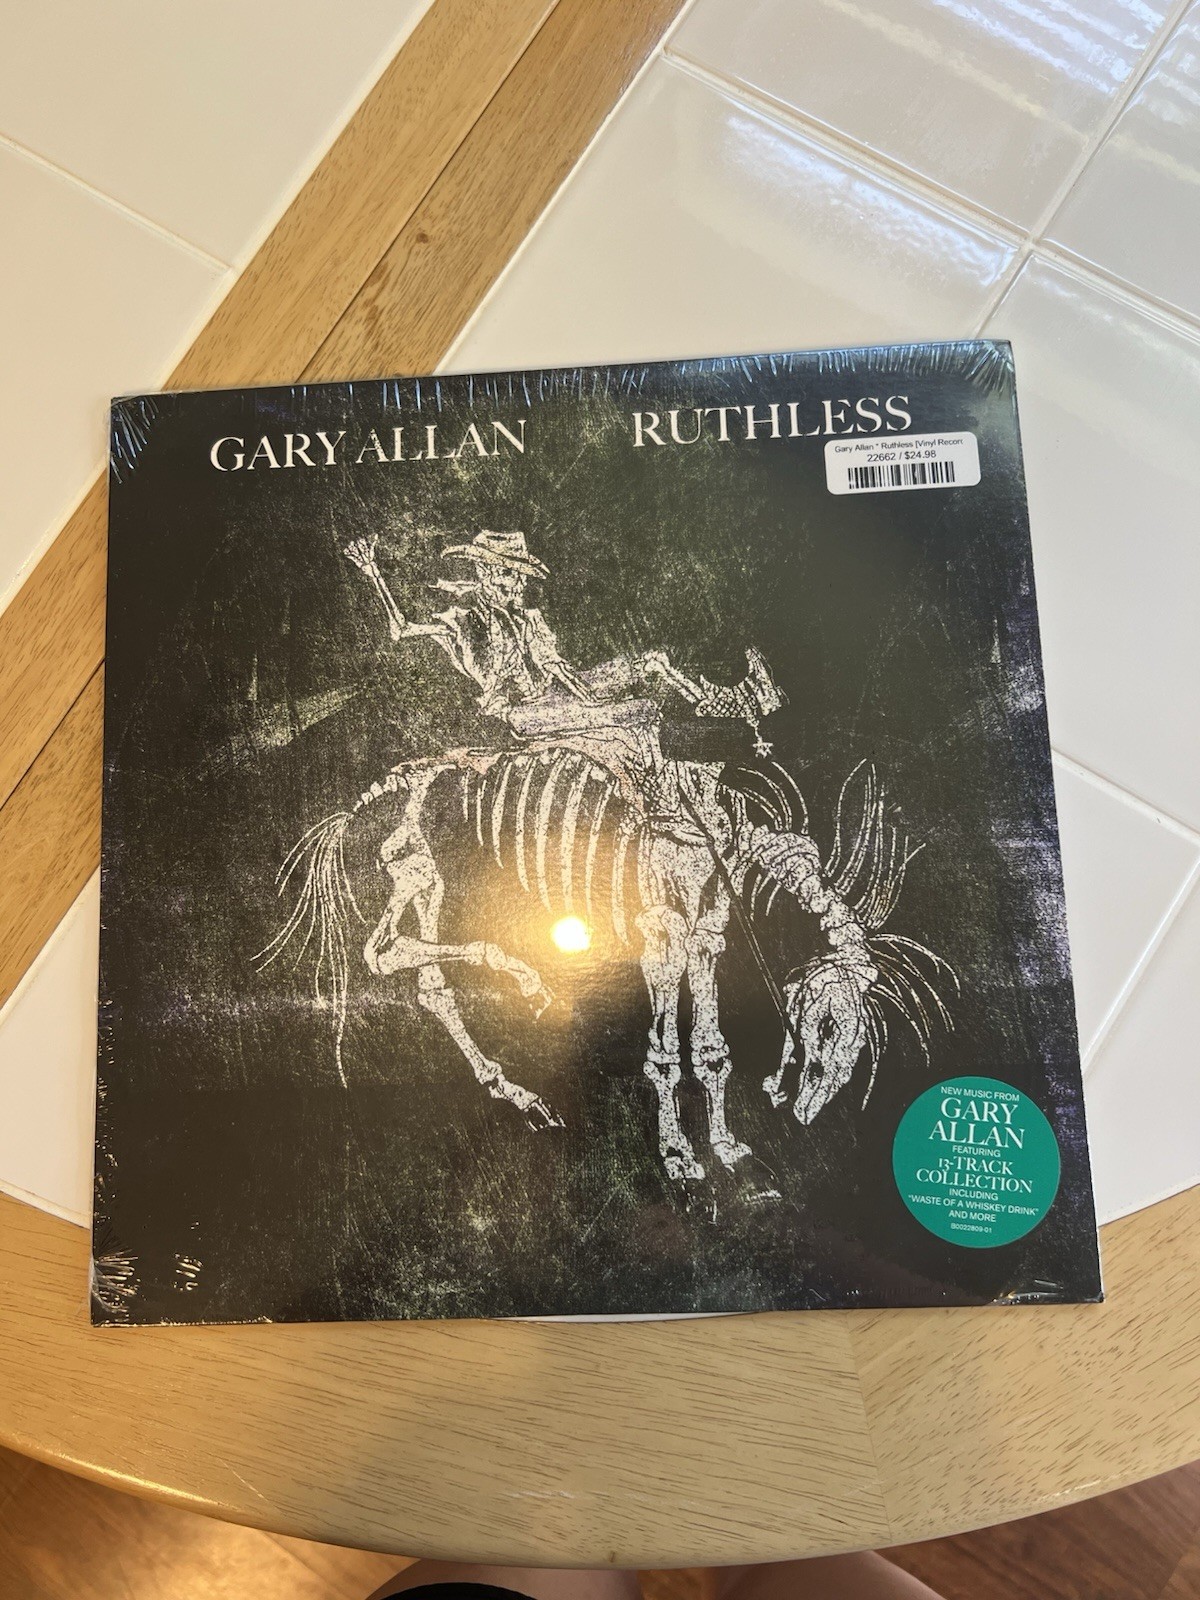 GARY ALLAN
RUTHLESS
Gary Allan * Ruthless [Vinyl Recor
22662 / $24.98
NEW MUSIC FROM
GARY
ALLAN
FEATURING
13-TRACK
COLLECTION
INCLUDING
"WASTE OF A WHISKEY DRINK"
AND MORE
B0022809-01